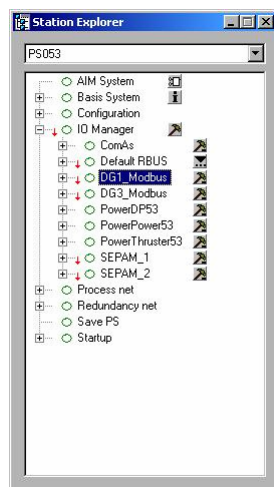 Station Explorer
PS053
AIM System
Basis System
Configuration
IO Manager
ComAs
Default RBUS
DG1_Modbus
DG3_Modbus
PowerDP53
PowerPower53
PowerThruster53
SEPAM_1
SEPAM_2
Process net
Redundancy net
Save PS
Startup